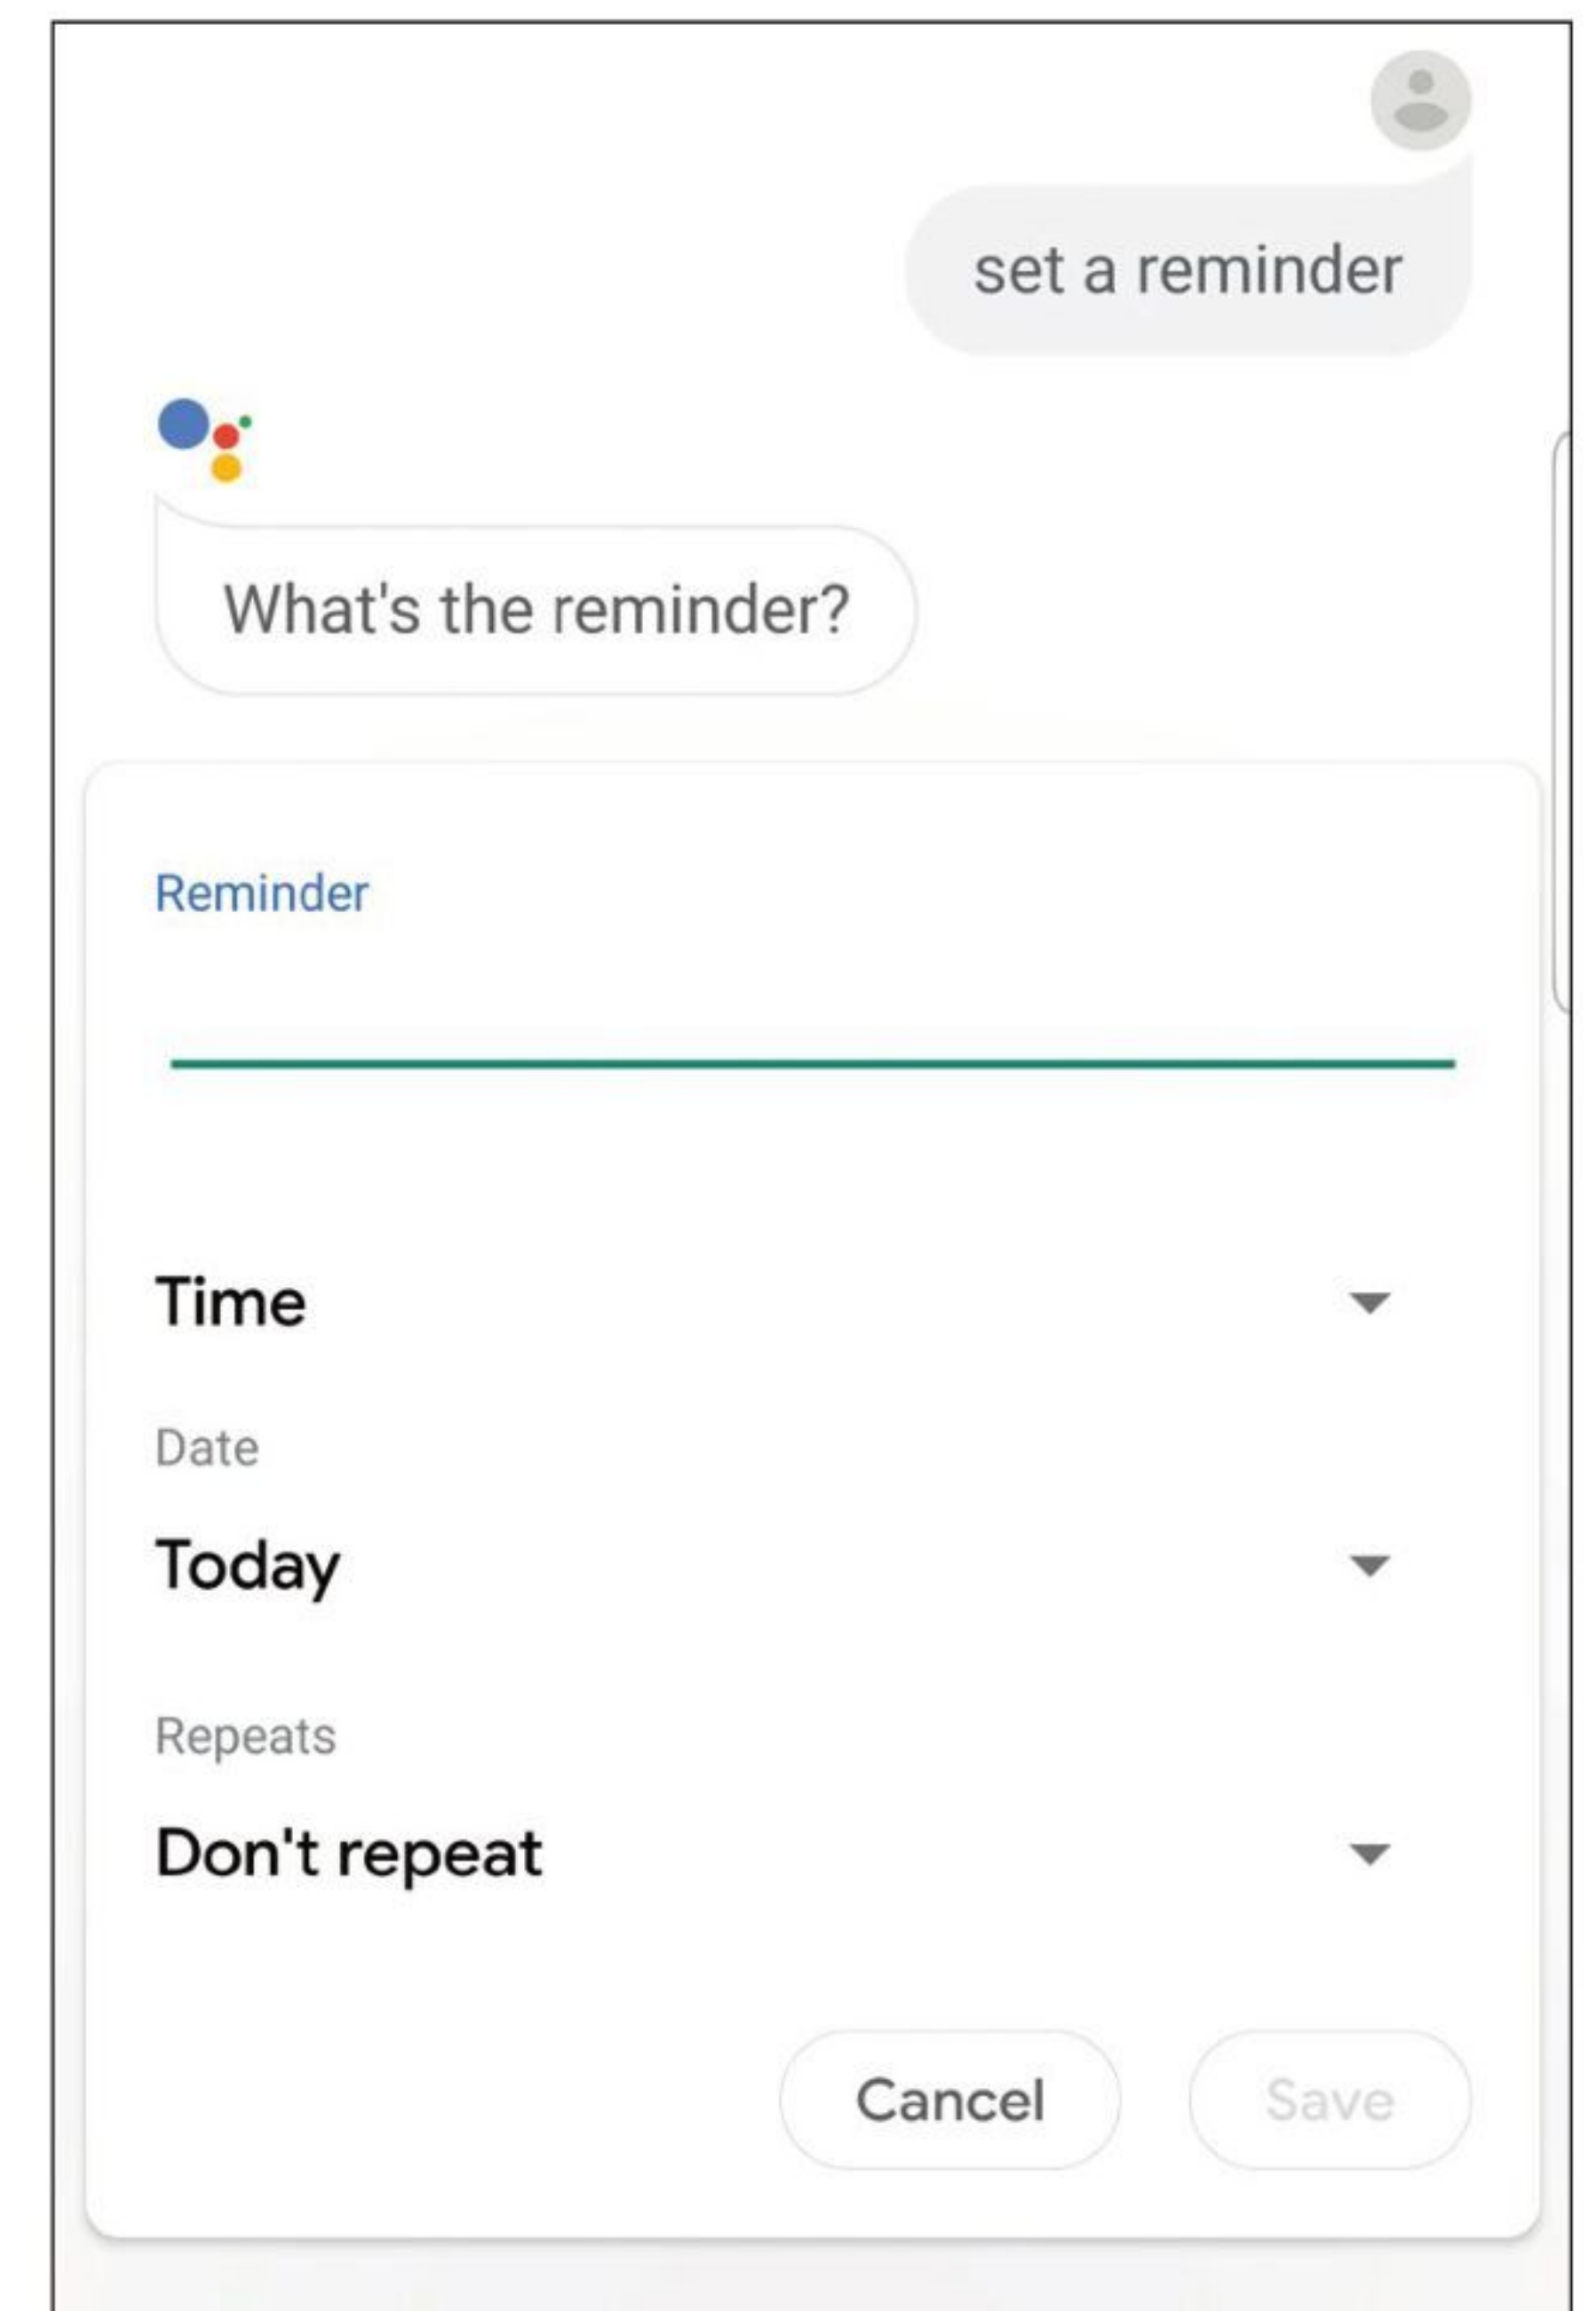 set a reminder
What's the reminder?
Reminder
Time
Date
Today
Repeats
Don't repeat
Cancel Save